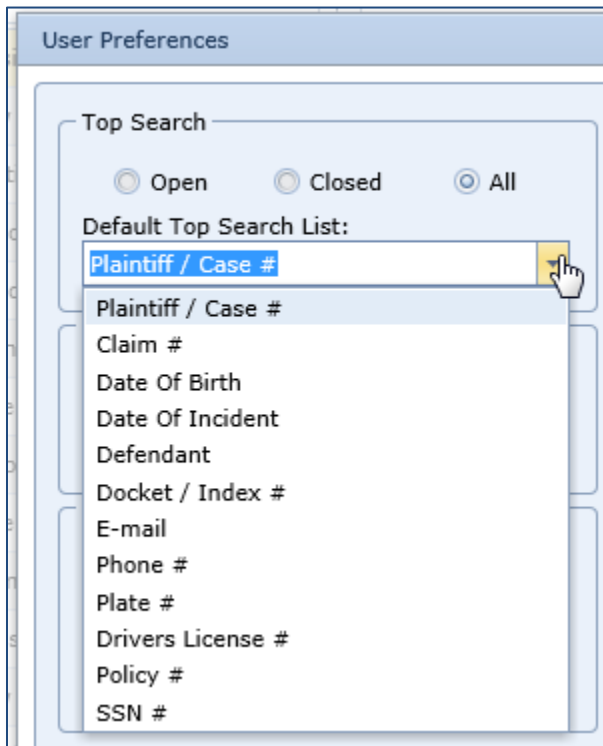 User Preferences
Top Search
Open Closed All
Default Top Search List:
Plaintiff / Case #
Plaintiff / Case #
Claim #
Date Of Birth
Date Of Incident
Defendant
Docket / Index #
E-mail
Phone #
Plate #
Drivers License #
Policy #
SSN #